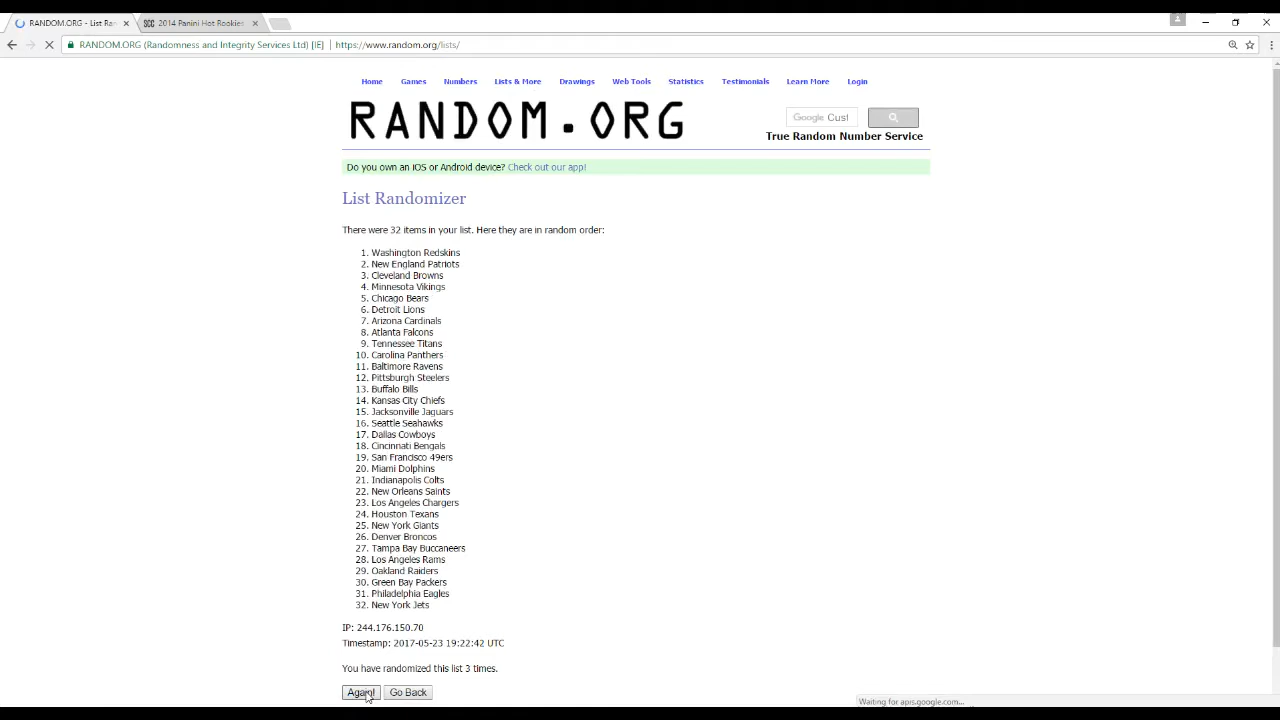 RANDOM.ORG - List Ran
SCC 2014 Panini Hot Rookies
RANDOM.ORG (Randomness and Integrity Services Ltd) [IE] https://www.random.org/lists/
Home Games Numbers Lists & More Drawings Web Tools Statistics Testimonials Learn More Login
RANDOM.ORG
Google Cust
True Random Number Service
Do you own an iOS or Android device? Check out our app!
List Randomizer
There were 32 items in your list. Here they are in random order:
1. Washington Redskins
2. New England Patriots
3. Cleveland Browns
4. Minnesota Vikings
5. Chicago Bears
6. Detroit Lions
7. Arizona Cardinals
8. Atlanta Falcons
9. Tennessee Titans
10. Carolina Panthers
11. Baltimore Ravens
12. Pittsburgh Steelers
13. Buffalo Bills
14. Kansas City Chiefs
15. Jacksonville Jaguars
16. Seattle Seahawks
17. Dallas Cowboys
18. Cincinnati Bengals
19. San Francisco 49ers
20. Miami Dolphins
21. Indianapolis Colts
22. New Orleans Saints
23. Los Angeles Chargers
24. Houston Texans
25. New York Giants
26. Denver Broncos
27. Tampa Bay Buccaneers
28. Los Angeles Rams
29. Oakland Raiders
30. Green Bay Packers
31. Philadelphia Eagles
32. New York Jets
IP: 244.176.150.70
Timestamp: 2017-05-23 19:22:42 UTC
You have randomized this list 3 times.
Again! Go Back
Waiting for apis.google.com...